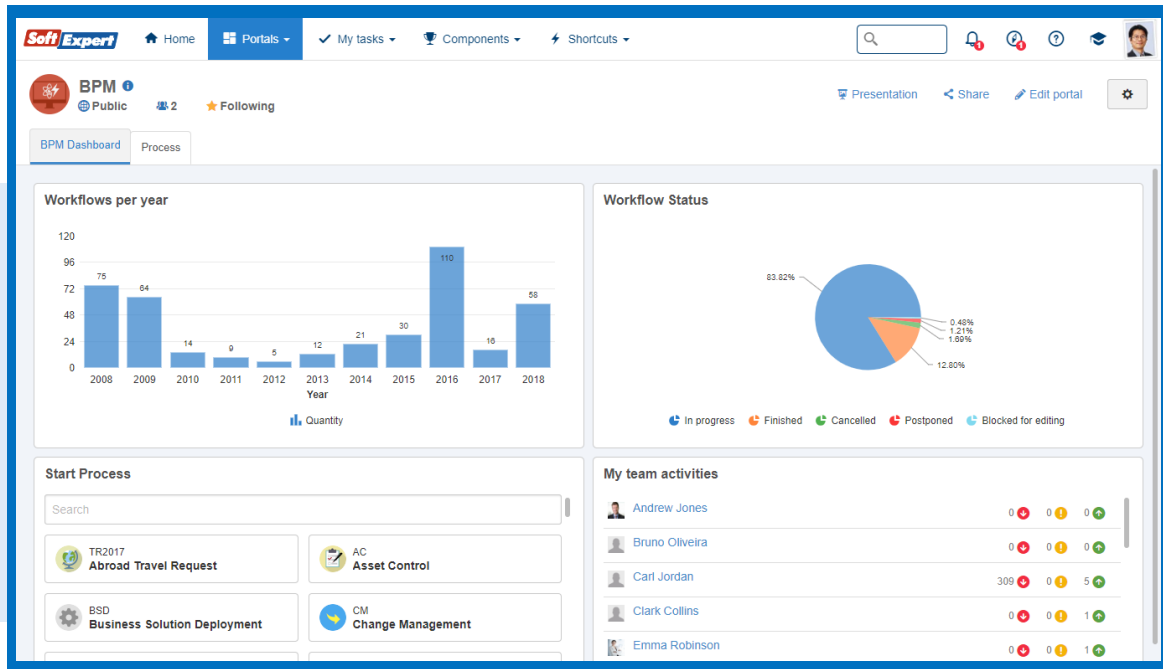 Soft Expert Home Portals My tasks Components Shortcuts 1 1
BPM
Public 2 Following
Presentation Share Edit portal
BPM Dashboard Process
Workflows per year
120
96
72
48
24
0
75 64 14 9 5 12 21 30 110 16 58
2008 2009 2010 2011 2012 2013 2014 2015 2016 2017 2018
Year
Quantity
Workflow Status
83.82%
0.48%
1.21%
1.69%
12.80%
In progress Finished Cancelled Postponed Blocked for editing
Start Process
Search
TR2017
Abroad Travel Request
AC
Asset Control
BSD
Business Solution Deployment
CM
Change Management
My team activities
Andrew Jones 0 0 0
Bruno Oliveira 0 0 0
Carl Jordan 309 0 5
Clark Collins 0 0 1
Emma Robinson 0 0 1